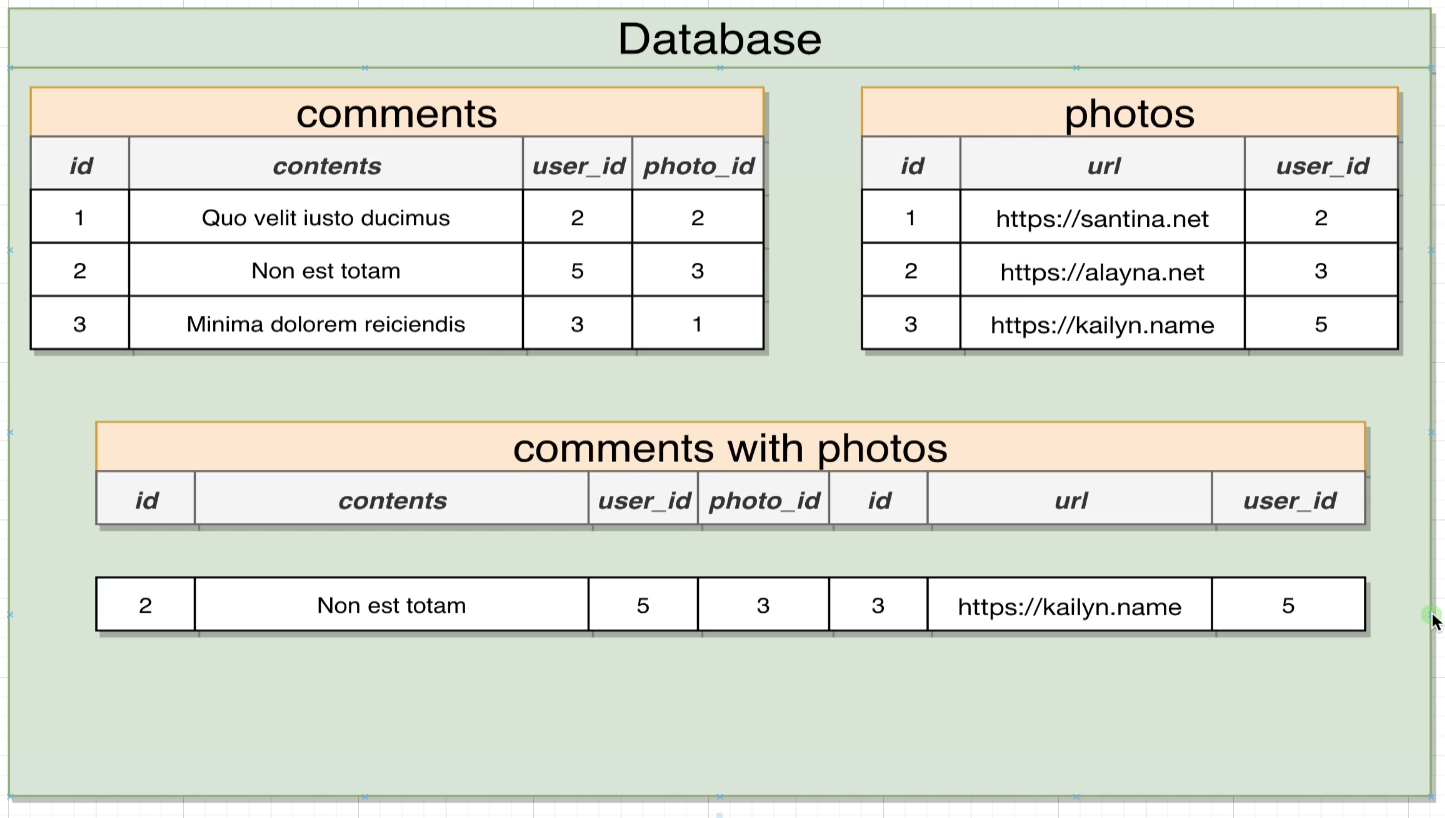 Database
comments
id contents user_id photo_id
1 Quo velit iusto ducimus 2 2
2 Non est totam 5 3
3 Minima dolorem reiciendis 3 1
photos
id url user_id
1 https://santina.net 2
2 https://alayna.net 3
3 https://kailyn.name 5
comments with photos
id contents user_id photo_id id url user_id
2 Non est totam 5 3 3 https://kailyn.name 5